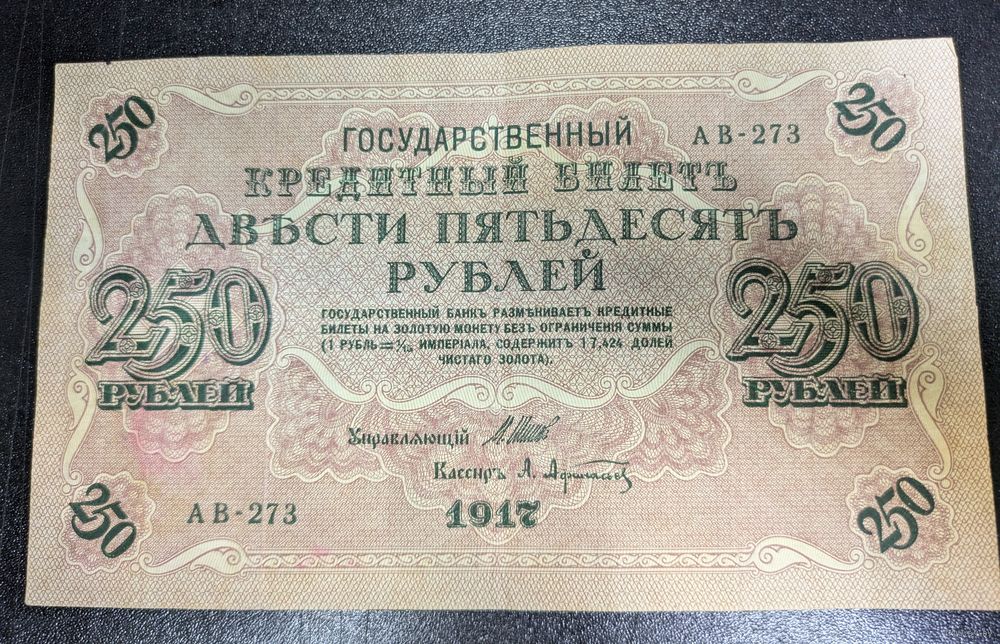 250
250
ГОСУДАРСТВЕННЫЙ АВ-273
КРЕДИТНЫЙ БИЛЕТЪ
ДВѢСТИ ПЯТЬДЕСЯТЪ
РУБЛЕЙ
250
РУБЛЕЙ
ГОСУДАРСТВЕННЫЙ БАНКЪ РАЗМѢНИВАЕТЪ КРЕДИТНЫЕ
БИЛЕТЫ НА ЗОЛОТУЮ МОНЕТУ БЕЗЪ ОГРАНИЧЕНІЯ СУММЫ
(1 РУБЛЬ=1/15 ИМПЕРІАЛА, СОДЕРЖИТЪ 17,424 ДОЛЕЙ
ЧИСТАГО ЗОЛОТА).
250
РУБЛЕЙ
Управляющій
Кассиръ А. Афанасьев
АВ-273
1917
250
250